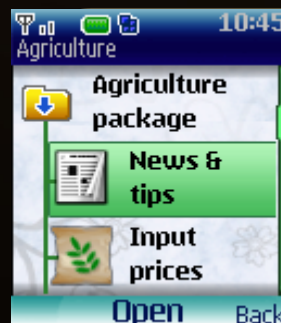 10:45
Agriculture
Agriculture
package
News &
tips
Input
prices
Open Back